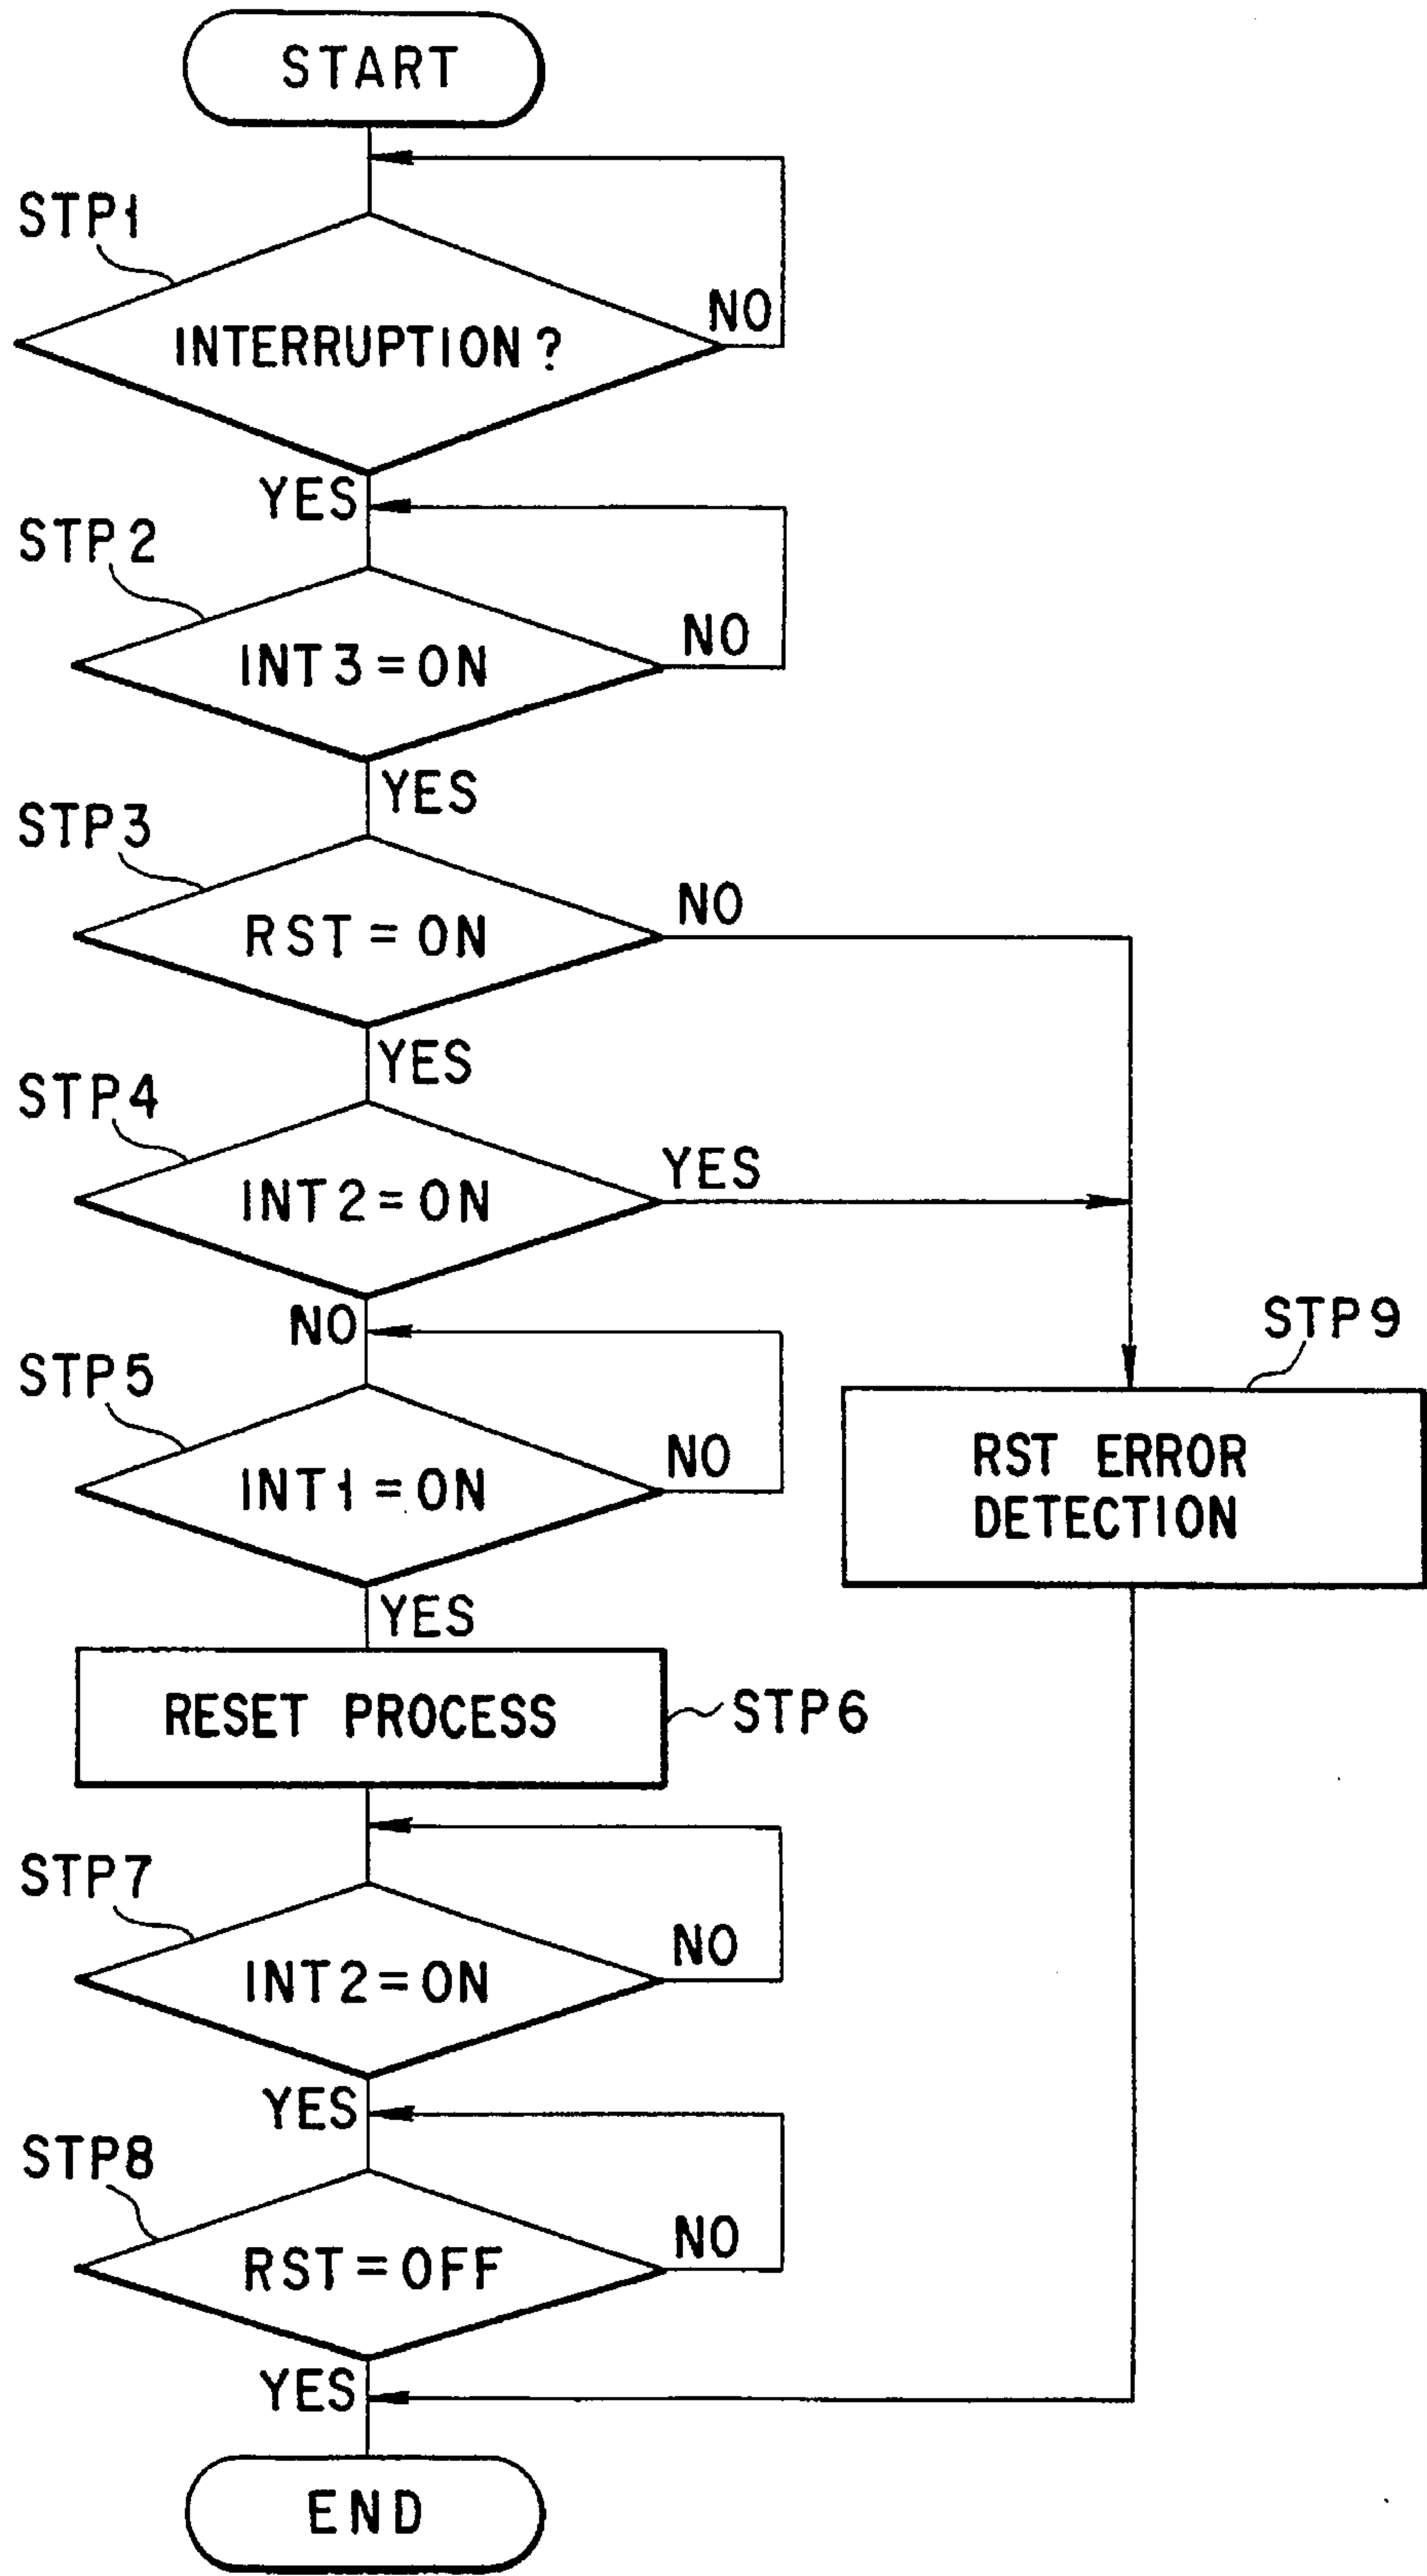 START
STP1
INTERRUPTION?
NO
YES
STP2
INT3=ON
NO
YES
STP3
RST=ON
NO
YES
STP4
INT2=ON
YES
NO
STP5
INT1=ON
NO
YES
STP9
RST ERROR
DETECTION
RESET PROCESS
STP6
STP7
INT2=ON
NO
YES
STP8
RST=OFF
NO
YES
END